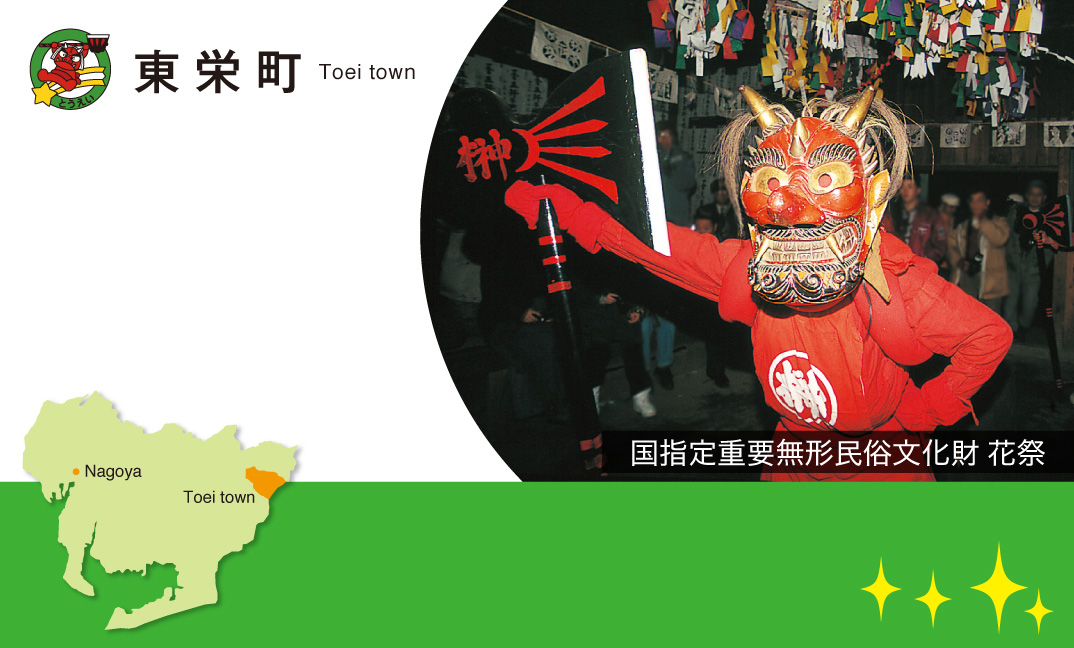 東栄町 Toei town
とうえい
榊
榊
国指定重要無形民俗文化財 花祭
Nagoya
Toei town